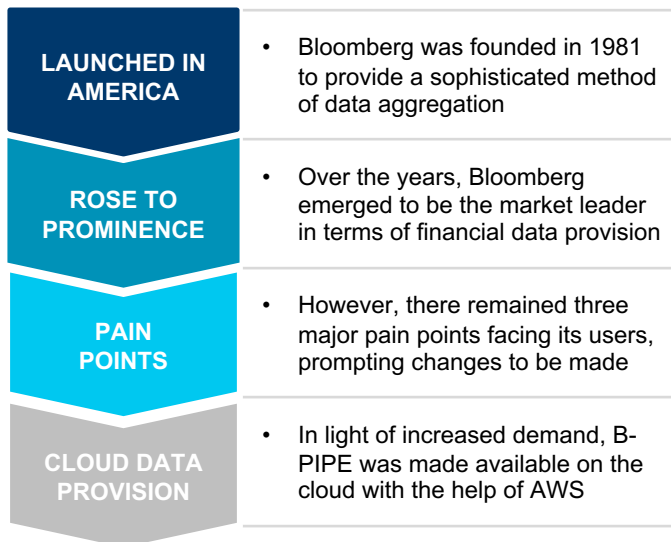 LAUNCHED IN
AMERICA
• Bloomberg was founded in 1981
to provide a sophisticated method
of data aggregation
ROSE TO
PROMINENCE
• Over the years, Bloomberg
emerged to be the market leader
in terms of financial data provision
PAIN
POINTS
• However, there remained three
major pain points facing its users,
prompting changes to be made
CLOUD DATA
PROVISION
• In light of increased demand, B-
PIPE was made available on the
cloud with the help of AWS